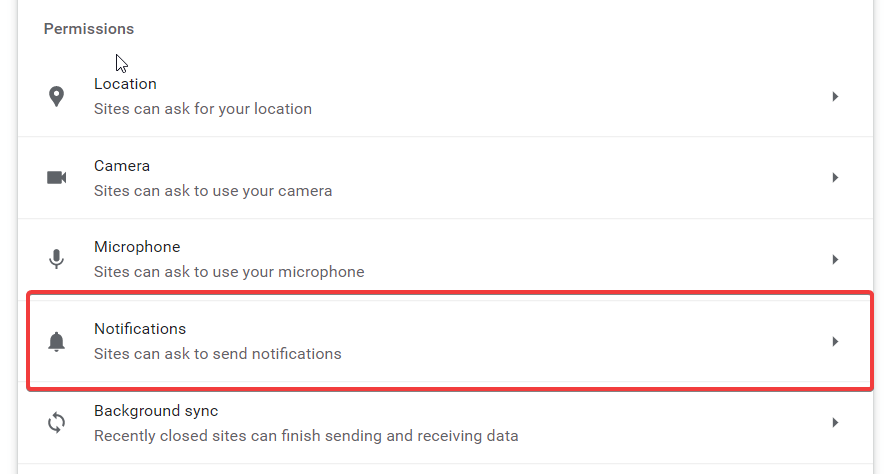 Permissions
Location
Sites can ask for your location
Camera
Sites can ask to use your camera
Microphone
Sites can ask to use your microphone
Notifications
Sites can ask to send notifications
Background sync
Recently closed sites can finish sending and receiving data